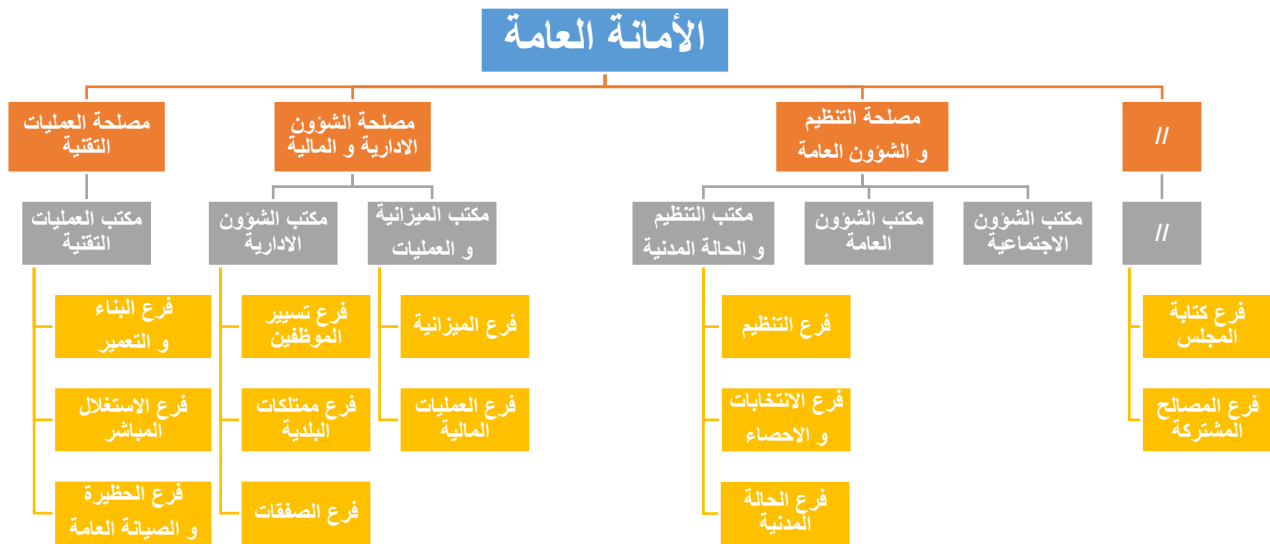 الأمانة العامة
//
مصلحة التنظيم
و الشؤون العامة
مصلحة الشؤون
الادارية و المالية
مصلحة العمليات
التقنية
//
مكتب الشؤون
الاجتماعية
مكتب الشؤون
العامة
مكتب التنظيم
و الحالة المدنية
مكتب الميزانية
و العمليات
مكتب الشؤون
الادارية
مكتب العمليات
التقنية
فرع كتابة
المجلس
فرع التنظيم
فرع الميزانية
فرع تسيير
الموظفين
فرع البناء
و التعمير
فرع المصالح
المشتركة
فرع الانتخابات
و الاحصاء
فرع العمليات
المالية
فرع ممتلكات
البلدية
فرع الاستغلال
المباشر
فرع الحالة
المدنية
فرع الصفقات
فرع الحظيرة
و الصيانة العامة